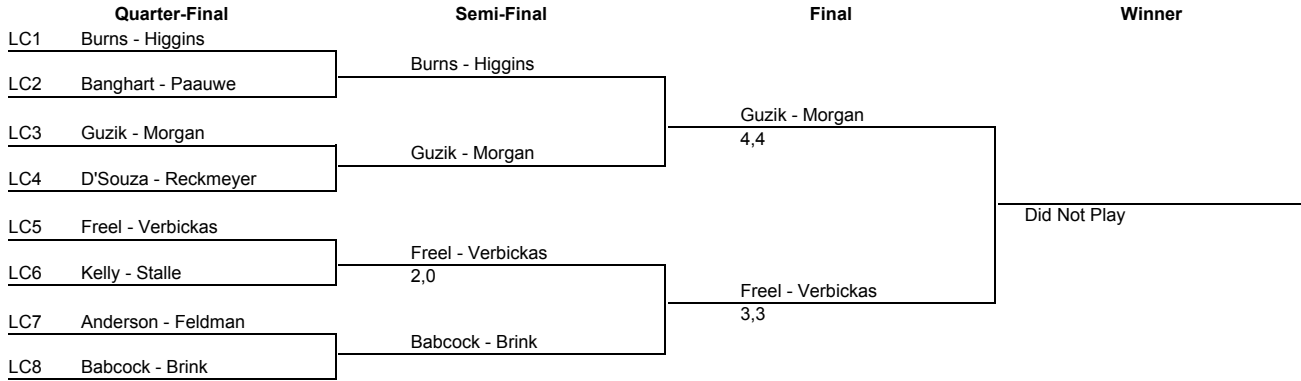 Quarter-Final Semi-Final Final Winner
LC1 Burns - Higgins
Burns - Higgins
LC2 Banghart - Paauwe
Guzik - Morgan
LC3 Guzik - Morgan
4,4
Guzik - Morgan
LC4 D'Souza - Reckmeyer
Did Not Play
LC5 Freel - Verbickas
Freel - Verbickas
LC6 Kelly - Stalle
2,0
Freel - Verbickas
3,3
LC7 Anderson - Feldman
Babcock - Brink
LC8 Babcock - Brink